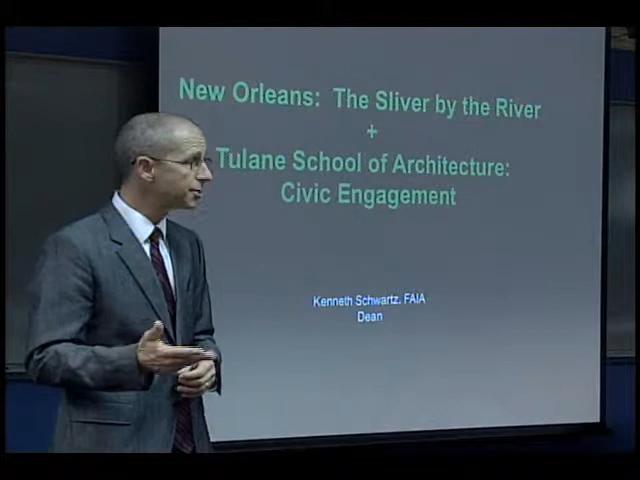 New Orleans: The Sliver by the River
+
Tulane School of Architecture:
Civic Engagement
Kenneth Schwartz, FAIA
Dean